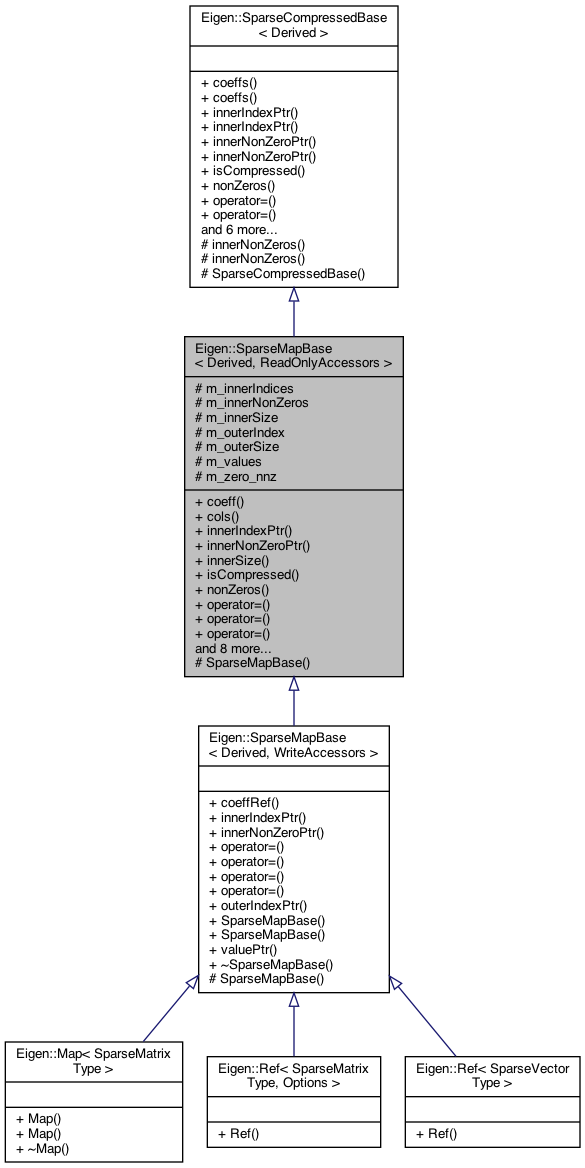 Eigen::SparseCompressedBase
< Derived >
+ coeffs()
+ coeffs()
+ innerIndexPtr()
+ innerIndexPtr()
+ innerNonZeroPtr()
+ innerNonZeroPtr()
+ isCompressed()
+ nonZeros()
+ operator=()
+ operator=()
and 6 more...
# innerNonZeros()
# innerNonZeros()
# SparseCompressedBase()
Eigen::SparseMapBase
< Derived, ReadOnlyAccessors >
# m_innerIndices
# m_innerNonZeros
# m_innerSize
# m_outerIndex
# m_outerSize
# m_values
# m_zero_nnz
+ coeff()
+ cols()
+ innerIndexPtr()
+ innerNonZeroPtr()
+ innerSize()
+ isCompressed()
+ nonZeros()
+ operator=()
+ operator=()
+ operator=()
and 8 more...
# SparseMapBase()
Eigen::SparseMapBase
< Derived, WriteAccessors >
+ coeffRef()
+ innerIndexPtr()
+ innerNonZeroPtr()
+ operator=()
+ operator=()
+ operator=()
+ operator=()
+ outerIndexPtr()
+ SparseMapBase()
+ SparseMapBase()
+ valuePtr()
+ ~SparseMapBase()
# SparseMapBase()
Eigen::Map< SparseMatrix
Type >
+ Map()
+ Map()
+ ~Map()
Eigen::Ref< SparseMatrix
Type, Options >
+ Ref()
Eigen::Ref< SparseVector
Type >
+ Ref()